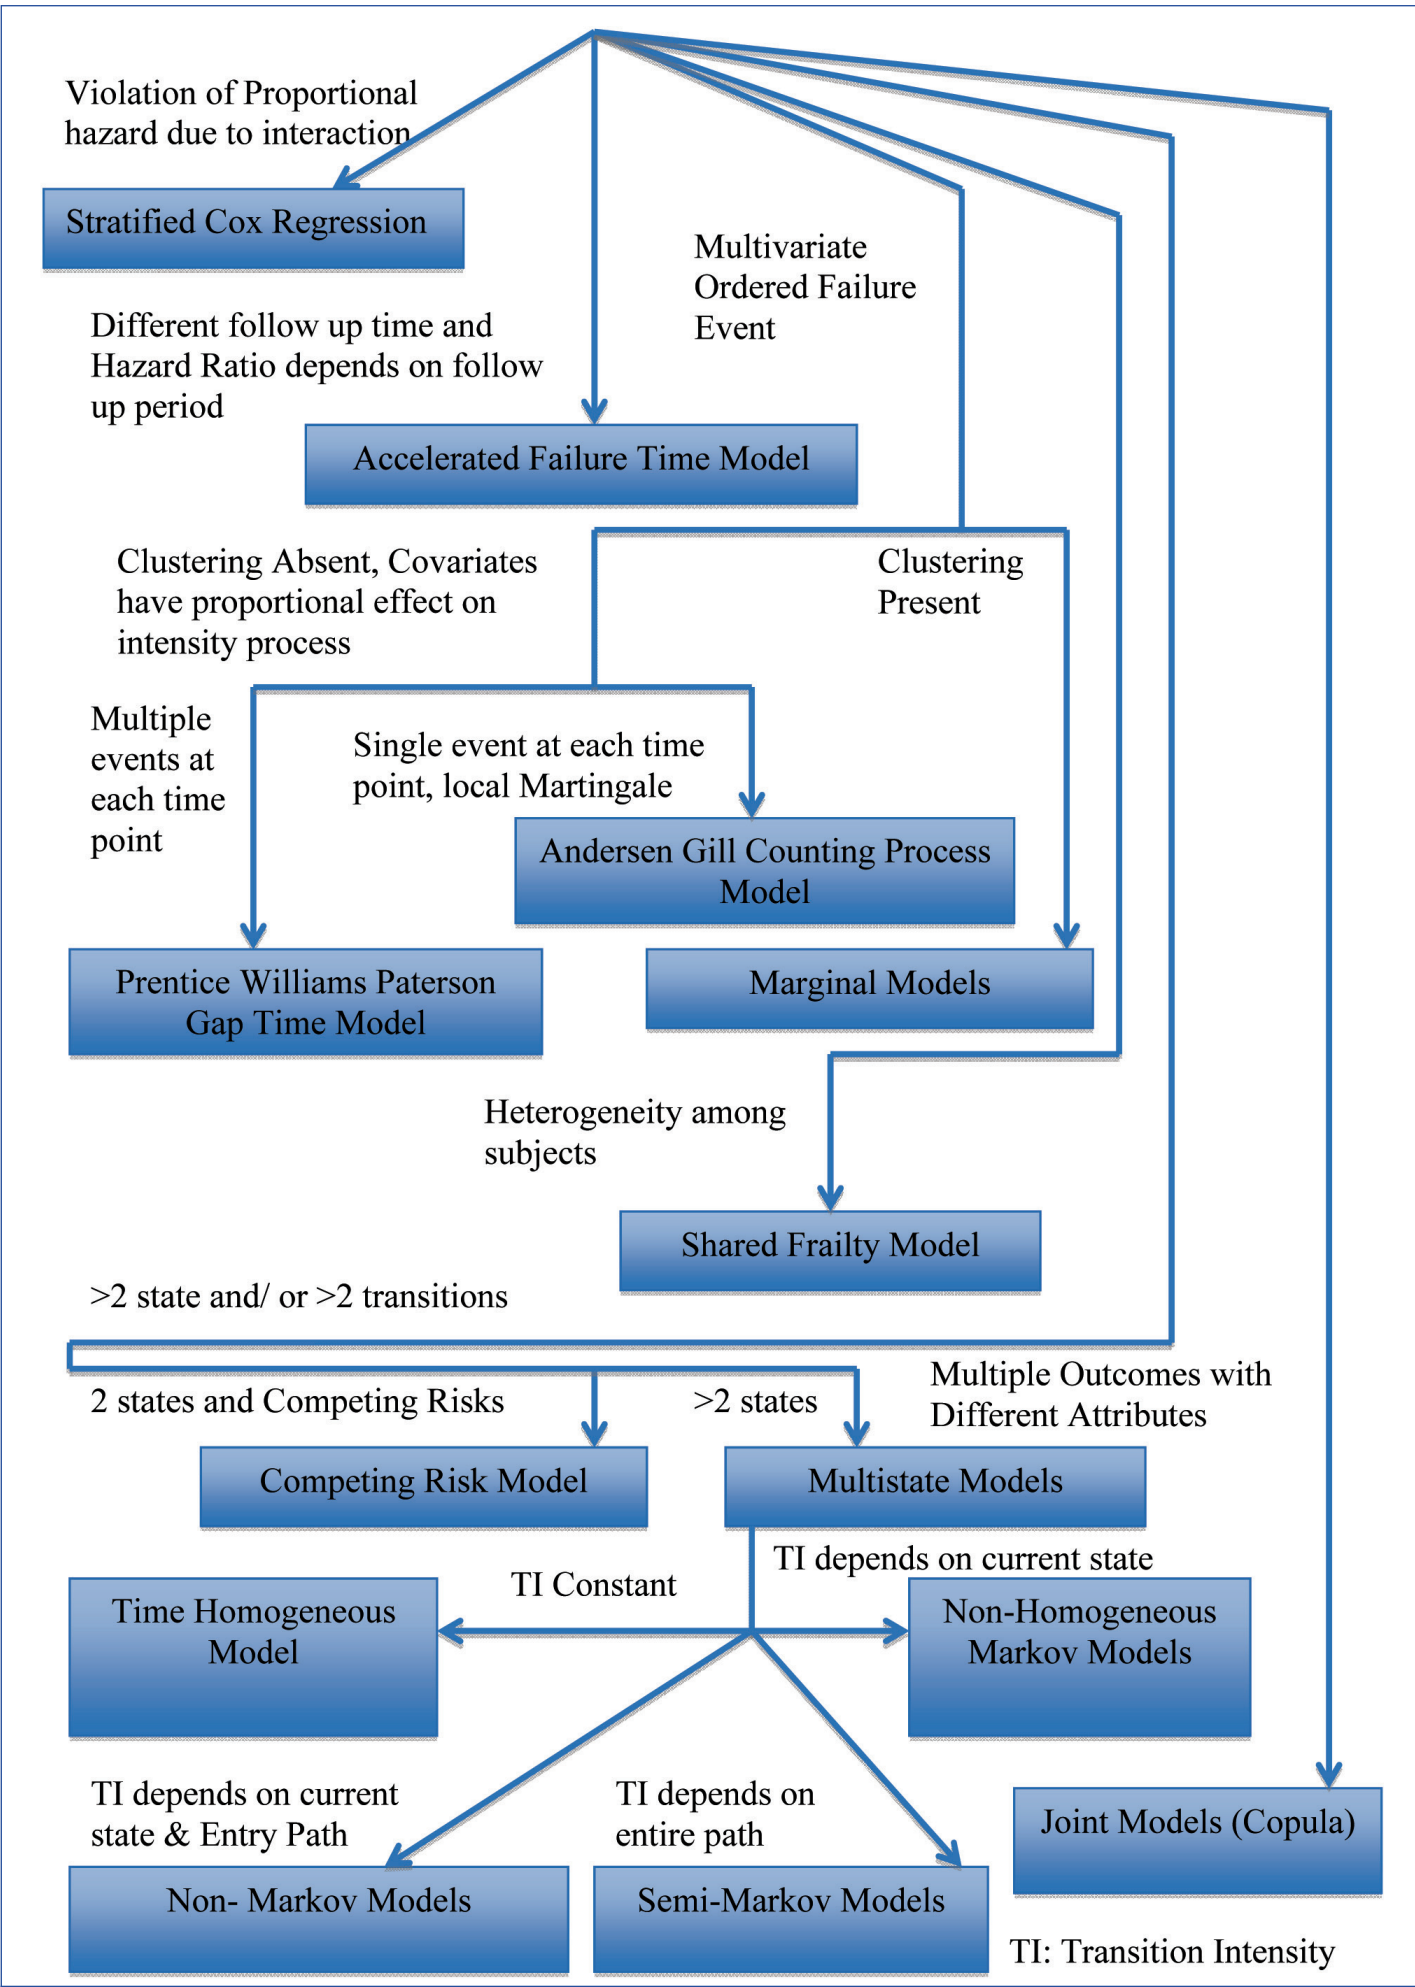 Violation of Proportional
hazard due to interaction
Stratified Cox Regression
Multivariate
Ordered Failure
Event
Different follow up time and
Hazard Ratio depends on follow
up period
Accelerated Failure Time Model
Clustering Absent, Covariates
have proportional effect on
intensity process
Clustering
Present
Multiple
events at
each time
point
Single event at each time
point, local Martingale
Andersen Gill Counting Process
Model
Prentice Williams Paterson
Gap Time Model
Marginal Models
Heterogeneity among
subjects
Shared Frailty Model
>2 state and/ or >2 transitions
2 states and Competing Risks
>2 states
Multiple Outcomes with
Different Attributes
Competing Risk Model
Multistate Models
TI Constant
TI depends on current state
Time Homogeneous
Model
Non-Homogeneous
Markov Models
TI depends on current
state & Entry Path
TI depends on
entire path
Joint Models (Copula)
Non- Markov Models
Semi-Markov Models
TI: Transition Intensity